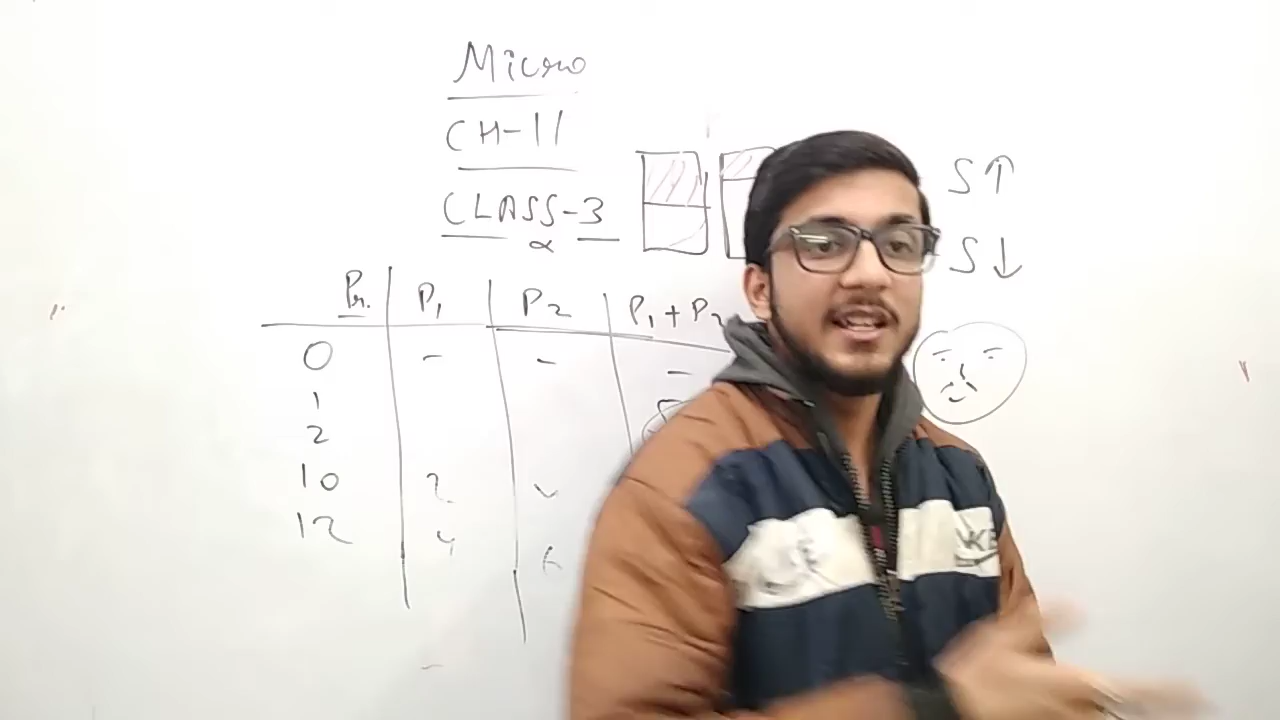 Micro
CH-11
CLASS-3
S↑
S↓
Pr. P1 P2 P1+P2
0 - - -
1
2
10 2
12 4